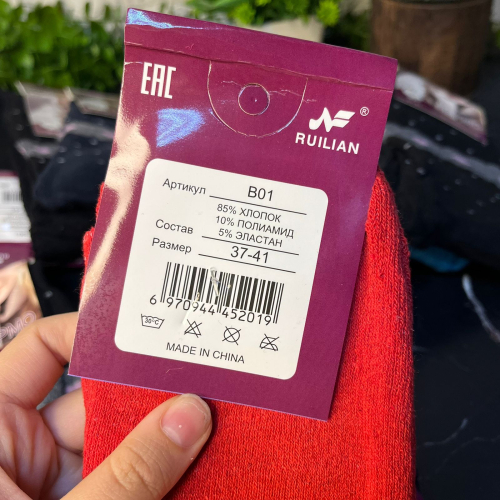 EAC
RUILIAN ®
Артикул B01
85% ХЛОПОК
10% ПОЛИАМИД
Состав 5% ЭЛАСТАН
Размер 37-41
6 970944 452019
30°C
MADE IN CHINA